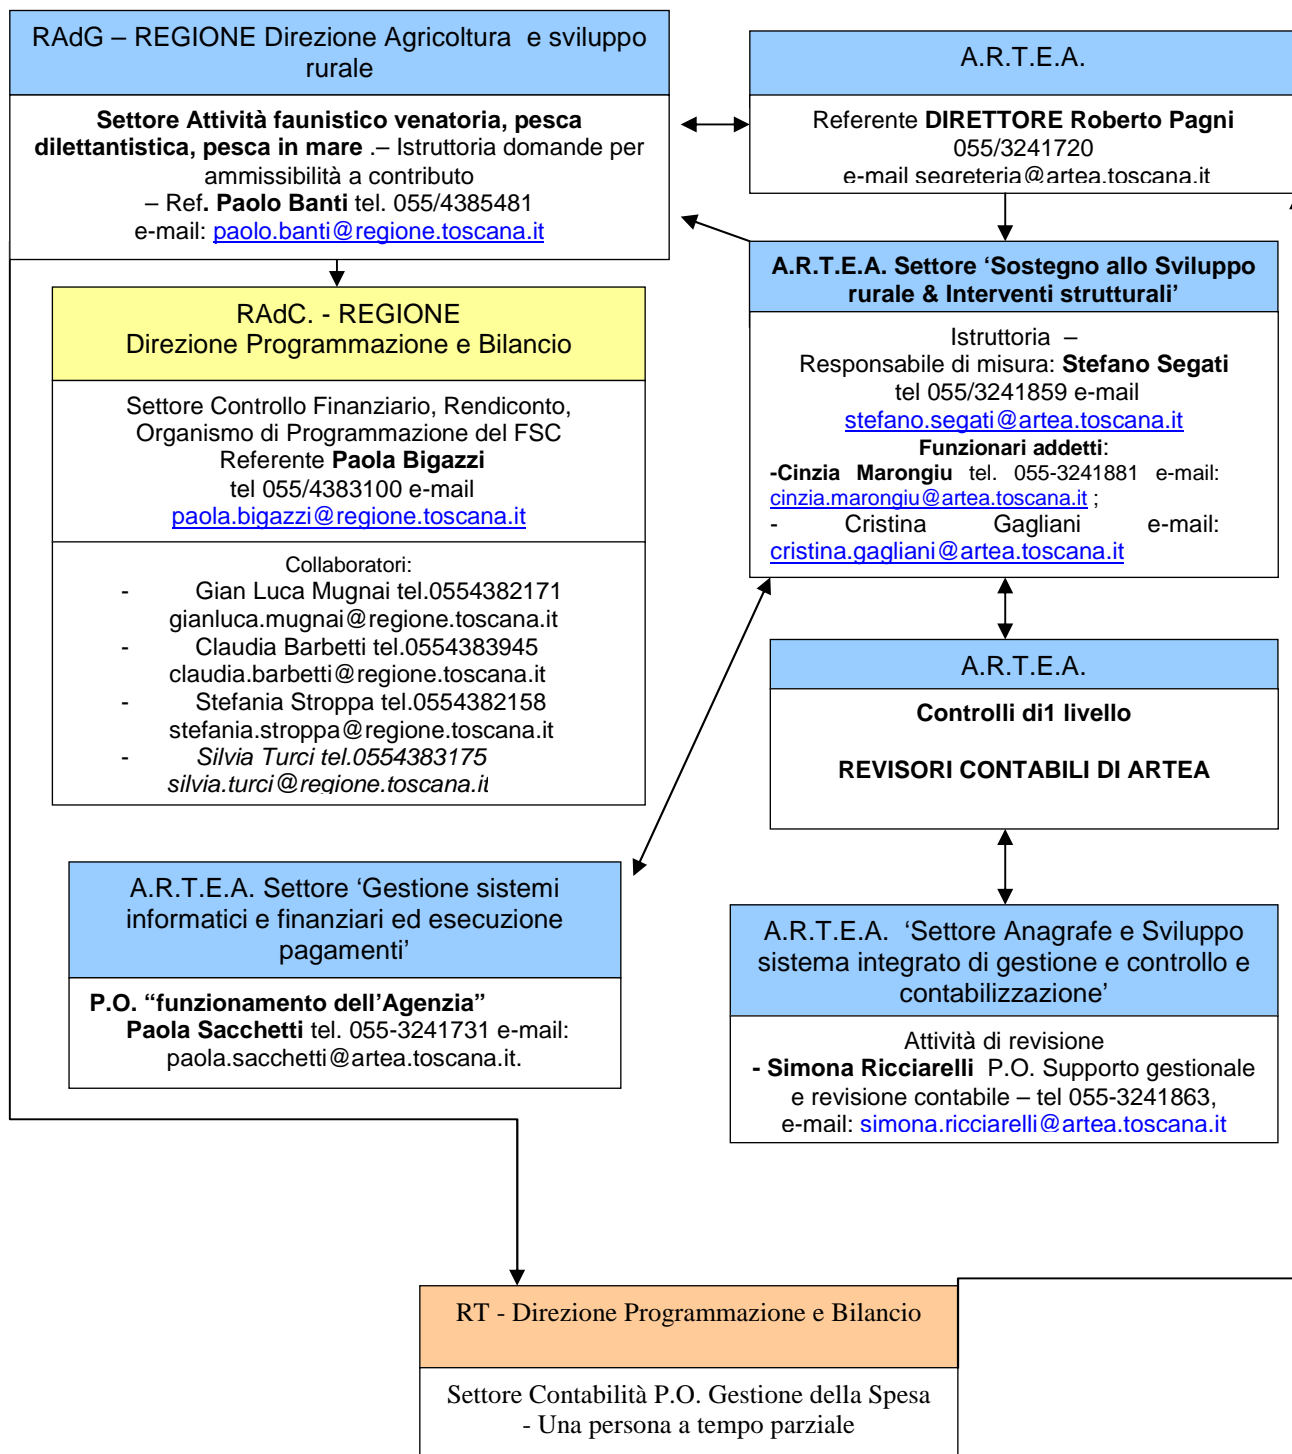 RAdG – REGIONE Direzione Agricoltura e sviluppo
rurale
Settore Attività faunistico venatoria, pesca
dilettantistica, pesca in mare .– Istruttoria domande per
ammissibilità a contributo
– Ref. Paolo Banti tel. 055/4385481
e-mail: paolo.banti@regione.toscana.it
A.R.T.E.A.
Referente DIRETTORE Roberto Pagni
055/3241720
e-mail segreteria@artea.toscana.it
RAdC. - REGIONE
Direzione Programmazione e Bilancio
Settore Controllo Finanziario, Rendiconto,
Organismo di Programmazione del FSC
Referente Paola Bigazzi
tel 055/4383100 e-mail
paola.bigazzi@regione.toscana.it
Collaboratori:
- Gian Luca Mugnai tel.0554382171
gianluca.mugnai@regione.toscana.it
- Claudia Barbetti tel.0554383945
claudia.barbetti@regione.toscana.it
- Stefania Stroppa tel.0554382158
stefania.stroppa@regione.toscana.it
- Silvia Turci tel.0554383175
silvia.turci@regione.toscana.it
A.R.T.E.A. Settore ‘Sostegno allo Sviluppo
rurale & Interventi strutturali’
Istruttoria –
Responsabile di misura: Stefano Segati
tel 055/3241859 e-mail
stefano.segati@artea.toscana.it
Funzionari addetti:
-Cinzia Marongiu tel. 055-3241881 e-mail:
cinzia.marongiu@artea.toscana.it ;
- Cristina Gagliani e-mail:
cristina.gagliani@artea.toscana.it
A.R.T.E.A.
Controlli di1 livello
REVISORI CONTABILI DI ARTEA
A.R.T.E.A. Settore ‘Gestione sistemi
informatici e finanziari ed esecuzione
pagamenti’
P.O. “funzionamento dell’Agenzia”
Paola Sacchetti tel. 055-3241731 e-mail:
paola.sacchetti@artea.toscana.it.
A.R.T.E.A. ‘Settore Anagrafe e Sviluppo
sistema integrato di gestione e controllo e
contabilizzazione’
Attività di revisione
- Simona Ricciarelli P.O. Supporto gestionale
e revisione contabile – tel 055-3241863,
e-mail: simona.ricciarelli@artea.toscana.it
RT - Direzione Programmazione e Bilancio
Settore Contabilità P.O. Gestione della Spesa
- Una persona a tempo parziale